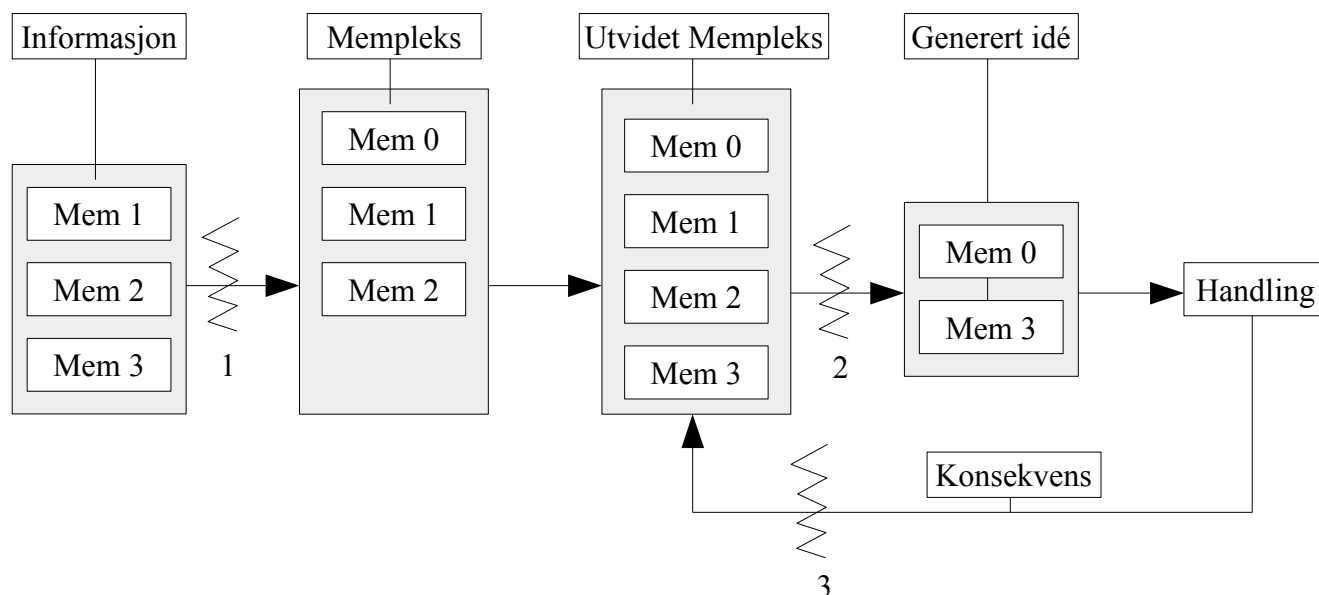 Informasjon
Mempleks
Utvidet Mempleks
Generert idé
Mem 1
Mem 2
Mem 3
1
Mem 0
Mem 1
Mem 2
Mem 0
Mem 1
Mem 2
Mem 3
2
Mem 0
Mem 3
Handling
Konsekvens
3